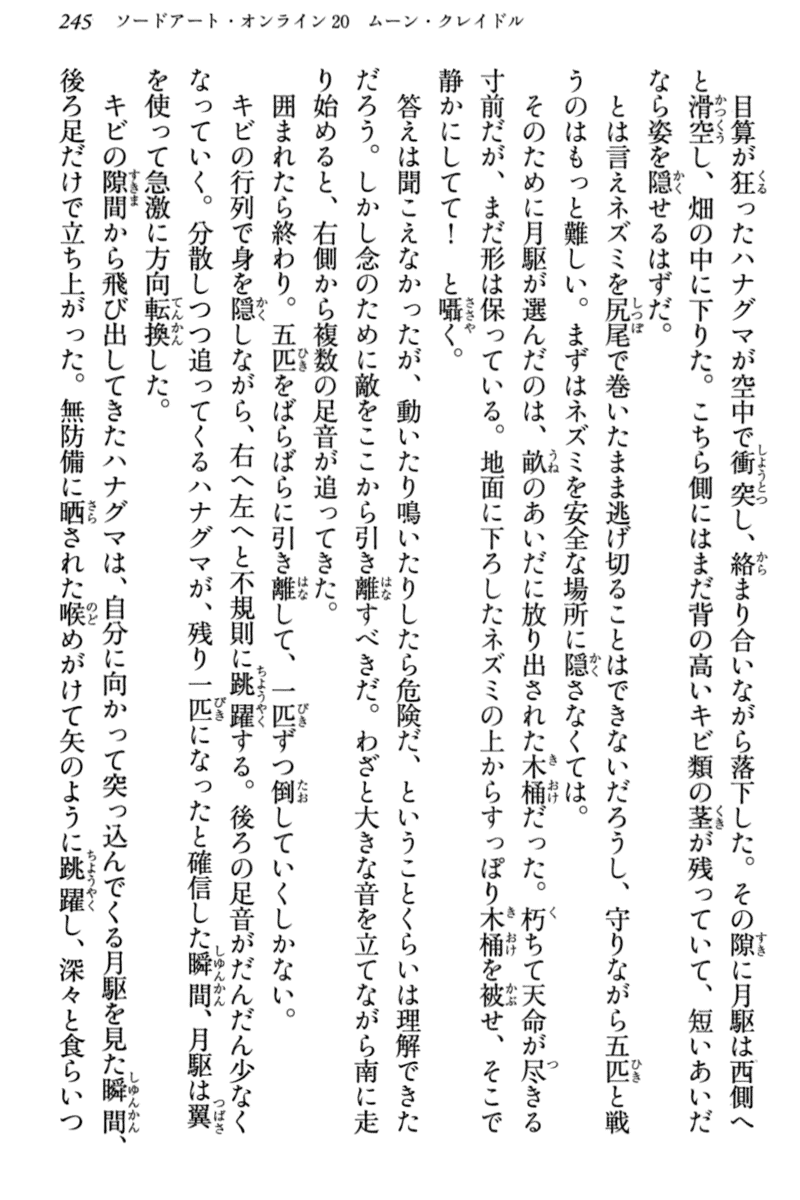 245　ソードアート・オンライン20　ムーン・クレイドル
　目算が狂ったハナグマが空中で衝突し、絡まり合いながら落下した。その隙に月駆は西側へ
と滑空し、畑の中に下りた。こちら側にはまだ背の高いキビ類の茎が残っていて、短いあいだ
なら姿を隠せるはずだ。
　とは言えネズミを尻尾で巻いたまま逃げ切ることはできないだろうし、守りながら五匹と戦
うのはもっと難しい。まずはネズミを安全な場所に隠さなくては。
　そのために月駆が選んだのは、畝のあいだに放り出された木桶だった。朽ちて天命が尽きる
寸前だが、まだ形は保っている。地面に下ろしたネズミの上からすっぽり木桶を被せ、そこで
静かにしてて！　と囁く。
　答えは聞こえなかったが、動いたり鳴いたりしたら危険だ、ということくらいは理解できた
だろう。しかし念のために敵をここから引き離すべきだ。わざと大きな音を立てながら南に走
り始めると、右側から複数の足音が追ってきた。
　囲まれたら終わり。五匹をばらばらに引き離して、一匹ずつ倒していくしかない。
　キビの行列で身を隠しながら、右へ左へと不規則に跳躍する。後ろの足音がだんだん少なく
なっていく。分散しつつ追ってくるハナグマが、残り一匹になったと確信した瞬間、月駆は翼
を使って急激に方向転換した。
　キビの隙間から飛び出してきたハナグマは、自分に向かって突っ込んでくる月駆を見た瞬間、
後ろ足だけで立ち上がった。無防備に晒された喉めがけて矢のように跳躍し、深々と食らいつ